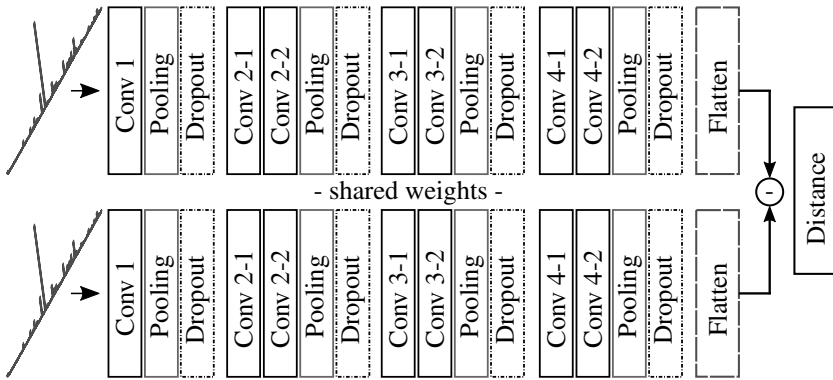 Conv 1
Pooling
Dropout
Conv 2-1
Conv 2-2
Pooling
Dropout
Conv 3-1
Conv 3-2
Pooling
Dropout
Conv 4-1
Conv 4-2
Pooling
Dropout
Flatten
- shared weights -
-
Distance
Conv 1
Pooling
Dropout
Conv 2-1
Conv 2-2
Pooling
Dropout
Conv 3-1
Conv 3-2
Pooling
Dropout
Conv 4-1
Conv 4-2
Pooling
Dropout
Flatten